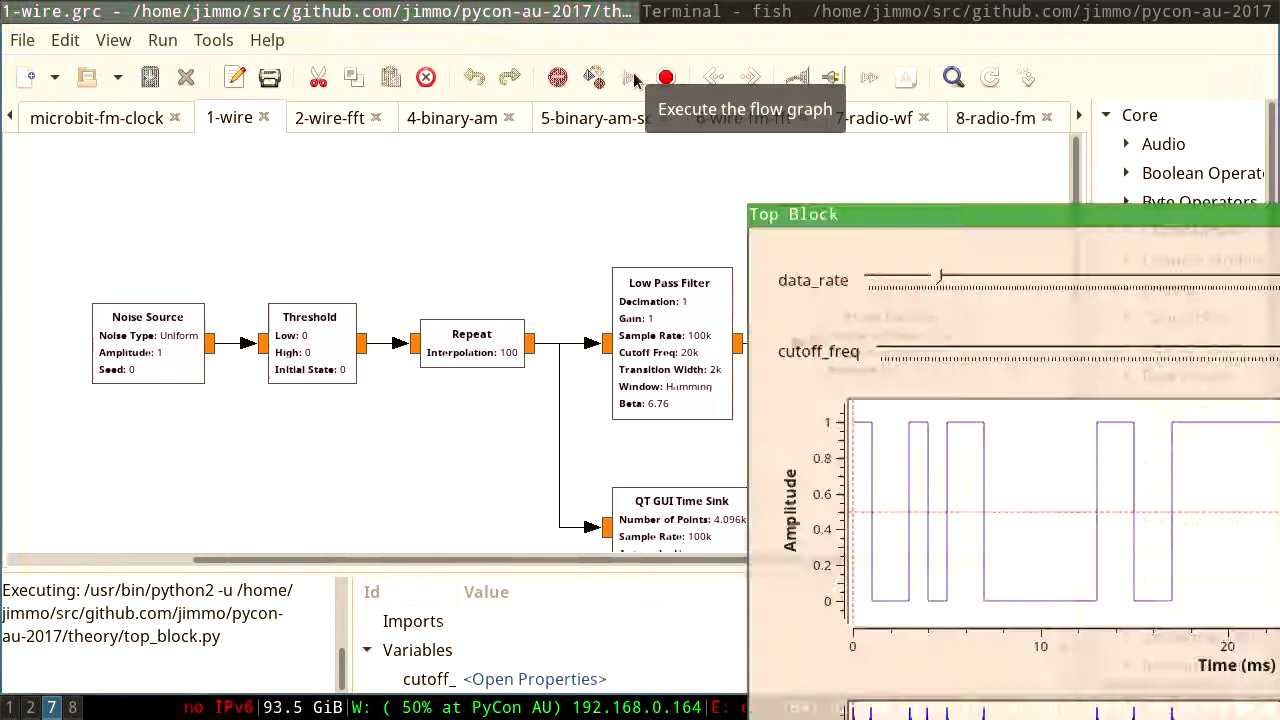 1-wire.grc - /home/jimmo/src/github.com/jimmo/pycon-au-2017/th…
Terminal - fish /home/jimmo/src/github.com/jimmo/pycon-au-2017
File Edit View Run Tools Help
Execute the flow graph
microbit-fm-clock 1-wire 2-wire-fft 4-binary-am 5-binary-am-sc 7-radio-wf 8-radio-fm
Core
Audio
Boolean Operat
Byte Operators
Top Block
data_rate
cutoff_freq
Noise Source
Noise Type: Uniform
Amplitude: 1
Seed: 0
Threshold
Low: 0
High: 0
Initial State: 0
Repeat
Interpolation: 100
Low Pass Filter
Decimation: 1
Gain: 1
Sample Rate: 100k
Cutoff Freq: 20k
Transition Width: 2k
Window: Hamming
Beta: 6.76
QT GUI Time Sink
Number of Points: 4.096k
Sample Rate: 100k
Amplitude
1
0.8
0.6
0.4
0.2
0
0 10 20
Time (ms)
Executing: /usr/bin/python2 -u /home/
jimmo/src/github.com/jimmo/pycon-
au-2017/theory/top_block.py
Id Value
Imports
Variables
cutoff_ <Open Properties>
1 2 7 8
no IPv6|93.5 GiB|W: ( 50% at PyCon AU) 192.168.0.164|E: